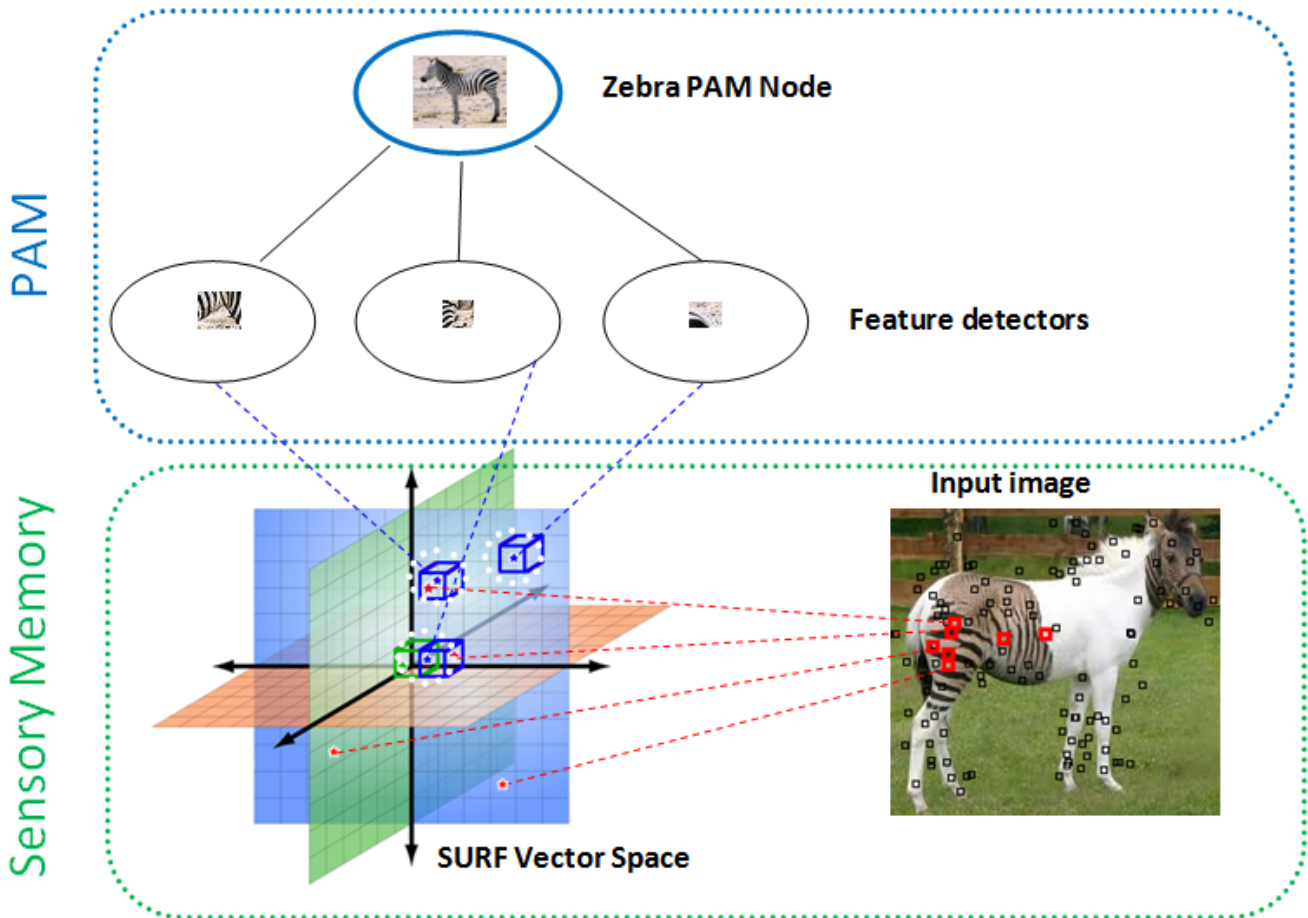 PAM
Zebra PAM Node
Feature detectors
Sensory Memory
Input image
SURF Vector Space